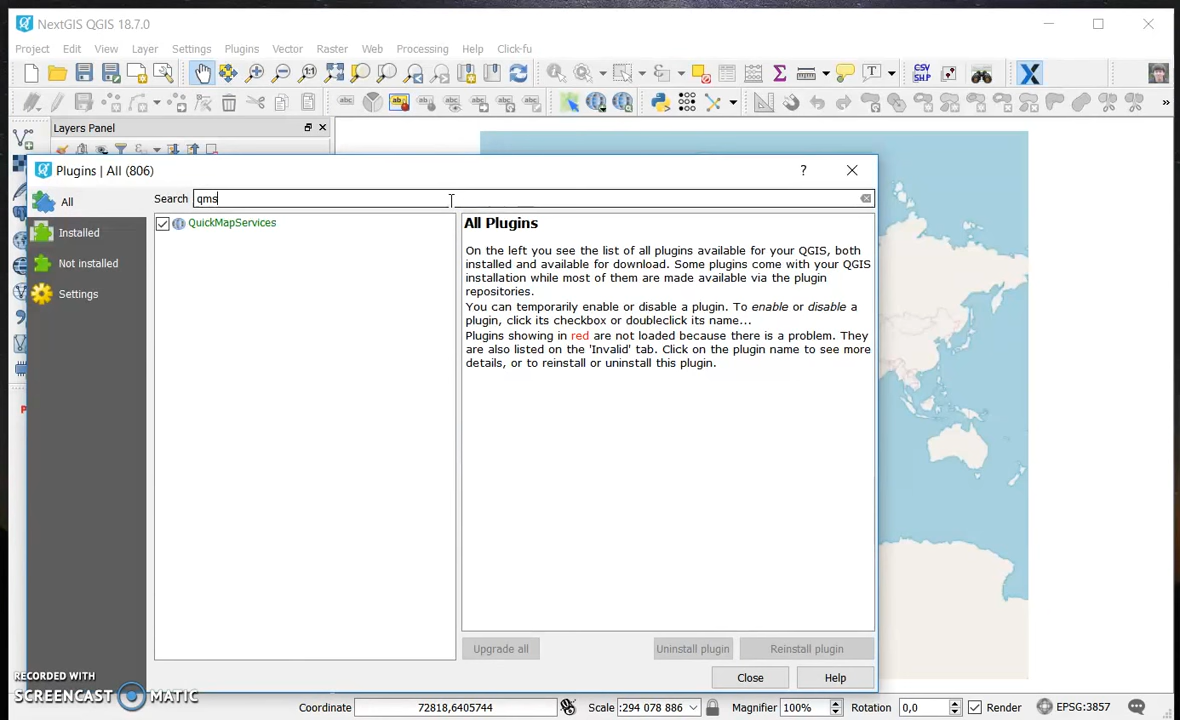 NextGIS QGIS 18.7.0
Project Edit View Layer Settings Plugins Vector Raster Web Processing Help Click-fu
CSV
SHP
Layers Panel
Plugins | All (806)
All
Installed
Not installed
Settings
Search qms
QuickMapServices
All Plugins
On the left you see the list of all plugins available for your QGIS, both
installed and available for download. Some plugins come with your QGIS
installation while most of them are made available via the plugin
repositories.
You can temporarily enable or disable a plugin. To enable or disable a
plugin, click its checkbox or doubleclick its name...
Plugins showing in red are not loaded because there is a problem. They
are also listed on the 'Invalid' tab. Click on the plugin name to see more
details, or to reinstall or uninstall this plugin.
Upgrade all Uninstall plugin Reinstall plugin
Close Help
RECORDED WITH
SCREENCAST MATIC
Coordinate 72818,6405744 Scale :294 078 886 Magnifier 100% Rotation 0,0 Render EPSG:3857